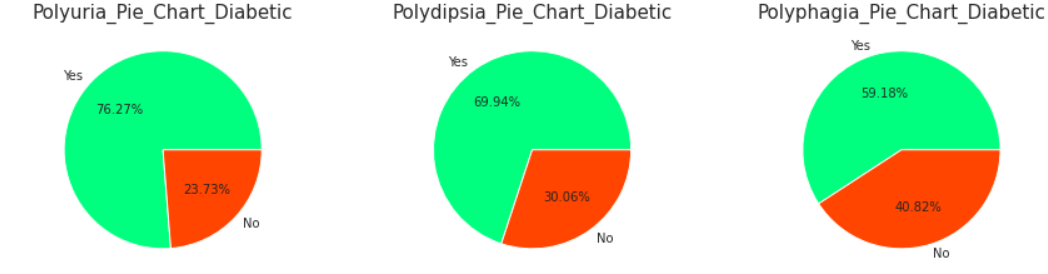 Polyuria_Pie_Chart_Diabetic
Yes
76.27%
23.73%
No
Polydipsia_Pie_Chart_Diabetic
Yes
69.94%
30.06%
No
Polyphagia_Pie_Chart_Diabetic
Yes
59.18%
40.82%
No